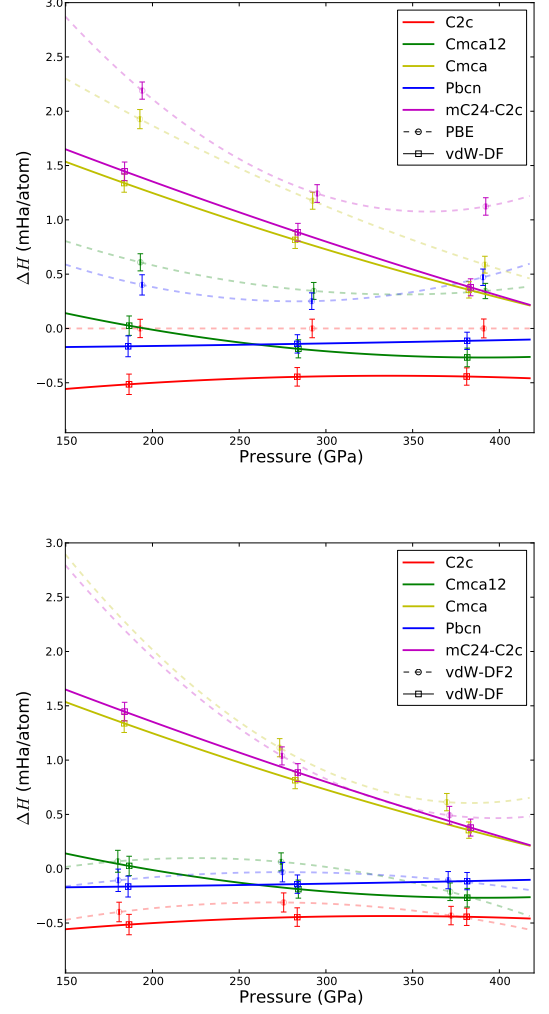 3.0
2.5
2.0
1.5
1.0
0.5
0.0
−0.5
ΔH (mHa/atom)
C2c
Cmca12
Cmca
Pbcn
mC24-C2c
PBE
vdW-DF
150 200 250 300 350 400
Pressure (GPa)
3.0
2.5
2.0
1.5
1.0
0.5
0.0
−0.5
ΔH (mHa/atom)
C2c
Cmca12
Cmca
Pbcn
mC24-C2c
vdW-DF2
vdW-DF
150 200 250 300 350 400
Pressure (GPa)